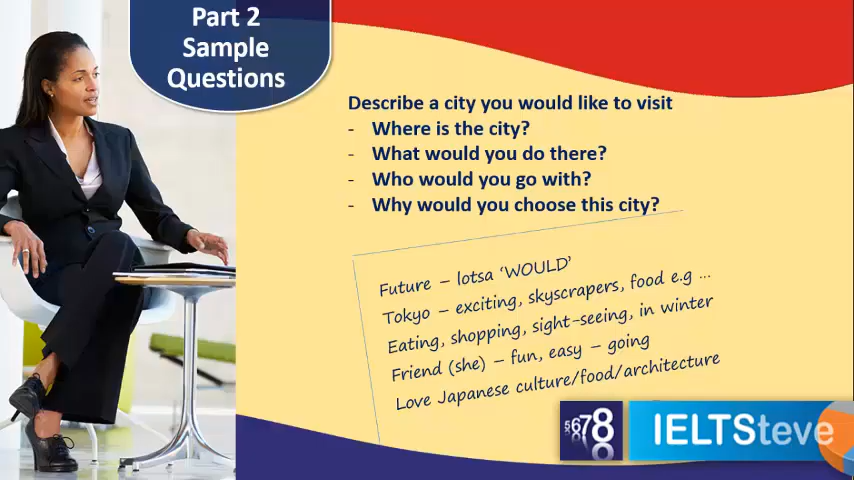 Part 2
Sample
Questions
Describe a city you would like to visit
- Where is the city?
- What would you do there?
- Who would you go with?
- Why would you choose this city?
Future – lotsa ‘WOULD’
Tokyo – exciting, skyscrapers, food e.g ...
Eating, shopping, sight-seeing, in winter
Friend (she) – fun, easy – going
Love Japanese culture/food/architecture
5678 IELTSteve